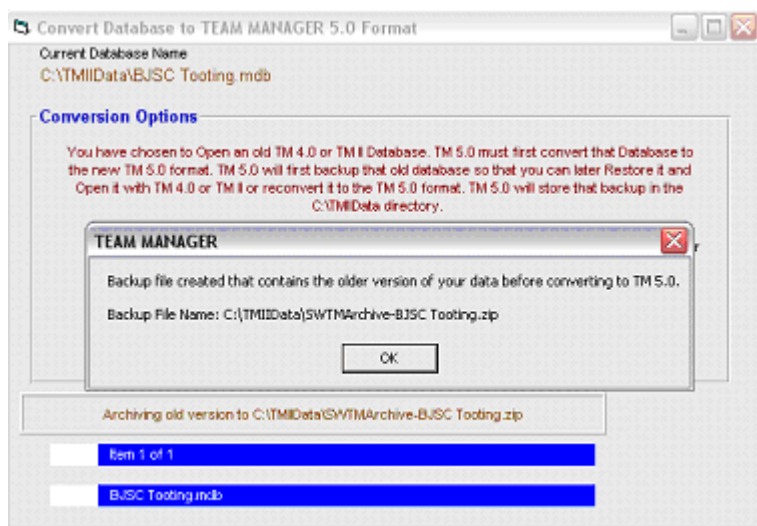 Convert Database to TEAM MANAGER 5.0 Format
Current Database Name
C:\TMIIData\BJSC Tooting.mdb
Conversion Options
You have chosen to Open an old TM 4.0 or TM II Database. TM 5.0 must first convert that Database to
the new TM 5.0 format. TM 5.0 will first backup that old database so that you can later Restore it and
Open it with TM 4.0 or TM II or reconvert it to the TM 5.0 format. TM 5.0 will store that backup in the
C:\TMIIData directory.
TEAM MANAGER
Backup file created that contains the older version of your data before converting to TM 5.0.
Backup File Name: C:\TMIIData\SWTMArchive-BJSC Tooting.zip
OK
Archiving old version to C:\TMIIData\SWTMArchive-BJSC Tooting.zip
Item 1 of 1
BJSC Tooting.mdb